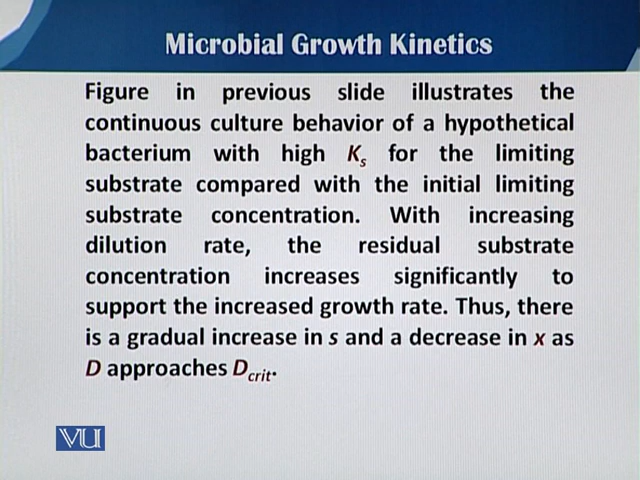 Microbial Growth Kinetics
Figure in previous slide illustrates the
continuous culture behavior of a hypothetical
bacterium with high Ks for the limiting
substrate compared with the initial limiting
substrate concentration. With increasing
dilution rate, the residual substrate
concentration increases significantly to
support the increased growth rate. Thus, there
is a gradual increase in s and a decrease in x as
D approaches Dcrit.
VU